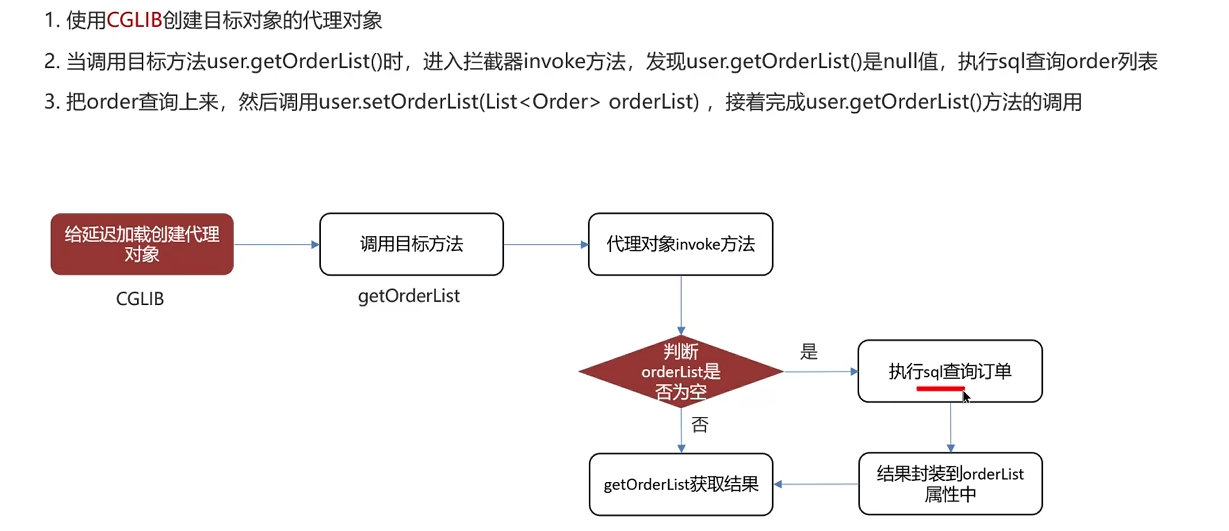 1. 使用CGLIB创建目标对象的代理对象
2. 当调用目标方法user.getOrderList()时，进入拦截器invoke方法，发现user.getOrderList()是null值，执行sql查询order列表
3. 把order查询上来，然后调用user.setOrderList(List<Order> orderList) ，接着完成user.getOrderList()方法的调用
给延迟加载创建代理
对象
CGLIB
调用目标方法
getOrderList
代理对象invoke方法
判断
orderList是
否为空
是
执行sql查询订单
否
结果封装到orderList
属性中
getOrderList获取结果